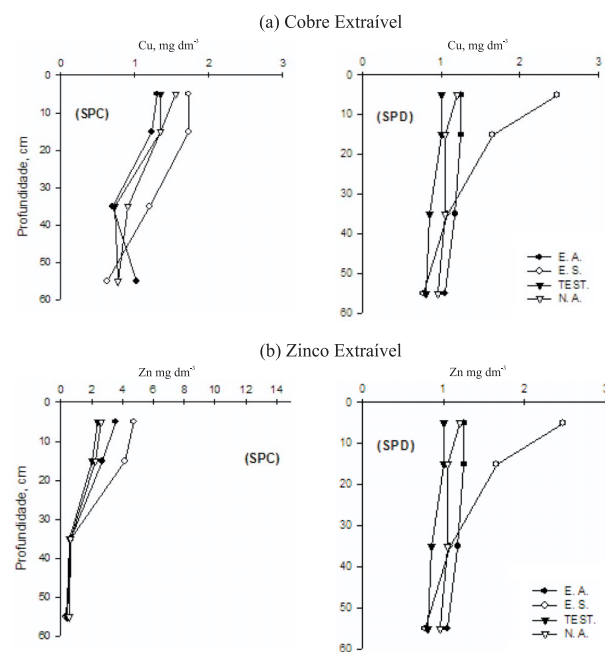 (a) Cobre Extraível
Cu, mg dm-³
Cu, mg dm-³
0 1 2 3
0 1 2 3
0
10
20
30
40
50
60
Profundidade, cm
(SPC)
0
10
20
30
40
50
60
(SPD)
E. A.
E. S.
TEST.
N. A.
(b) Zinco Extraível
Zn mg dm-³
Zn mg dm-³
0 2 4 6 8 10 12 14
0 1 2 3
0
10
20
30
40
50
60
Profundidade, cm
(SPC)
0
10
20
30
40
50
60
(SPD)
E. A.
E. S.
TEST.
N. A.